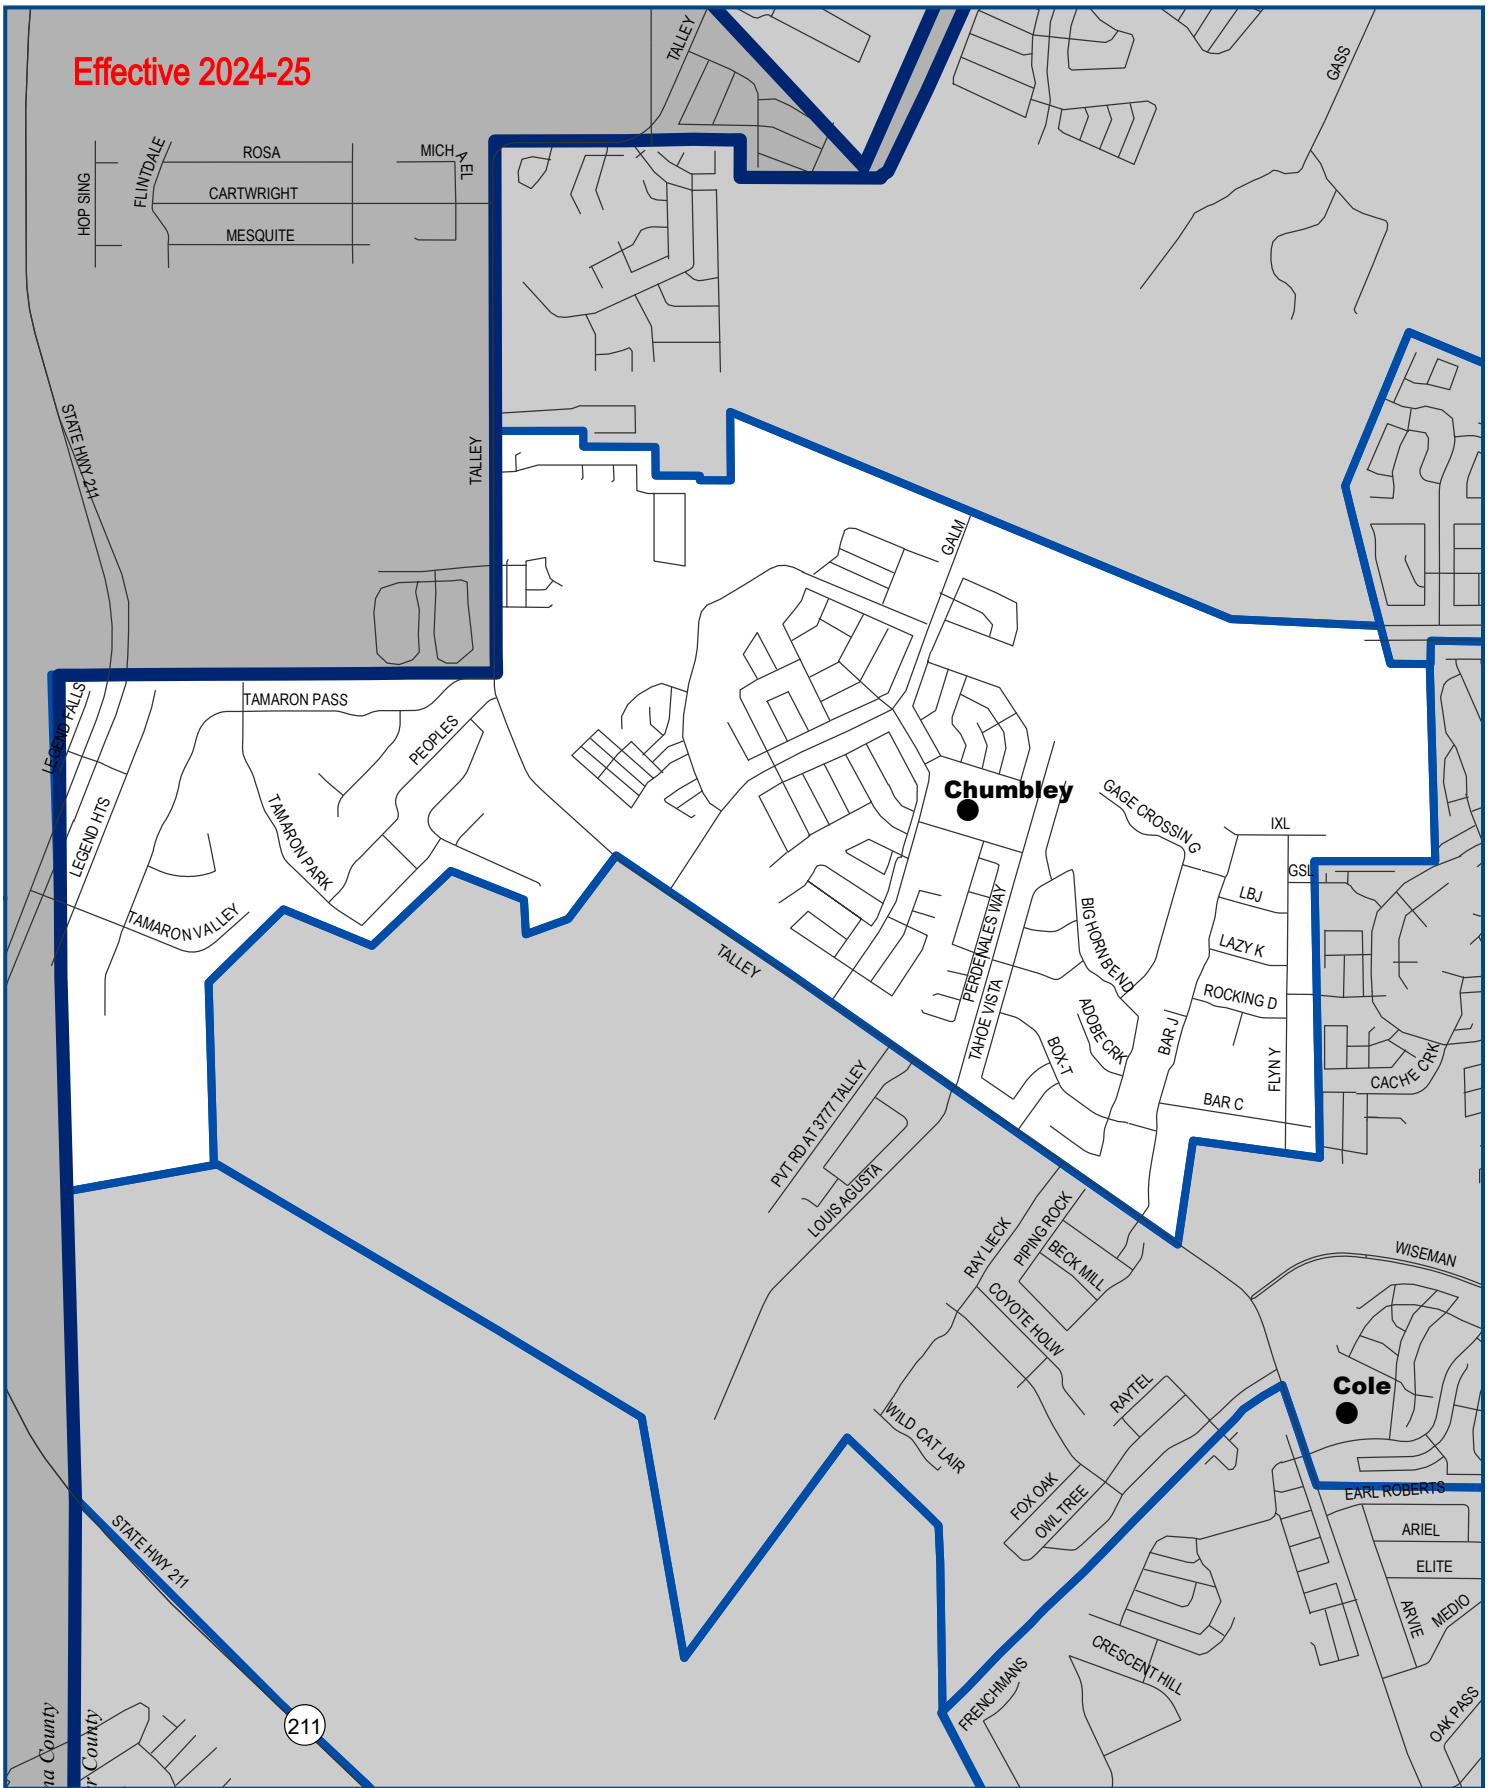 Effective 2024-25
TALLEY
GASS
HOP SING
FLINTDALE
ROSA
MICHAEL
CARTWRIGHT
MESQUITE
STATE HWY 211
TALLEY
GALM
LEGEND FALLS
TAMARON PASS
PEOPLES
LEGEND HTS
TAMARON PARK
TAMARON VALLEY
Chumbley
GAGE CROSSING
IXL
GSL
LBJ
LAZY K
ROCKING D
BIG HORN BEND
PERDENALES WAY
TAHOE VISTA
ADOBE CRK
BOX-T
BAR J
FLYN Y
BAR C
CACHE CRK
TALLEY
PVT RD AT 3777 TALLEY
LOUIS AGUSTA
RAY LIECK
PIPING ROCK
BECK MILL
COYOTE HOLW
WISEMAN
Cole
RAYTEL
WILD CAT LAIR
FOX OAK
OWL TREE
EARL ROBERTS
ARIEL
ELITE
MEDIO
ARVIE
CRESCENT HILL
FRENCHMANS
OAK PASS
STATE HWY 211
211
na County
r County